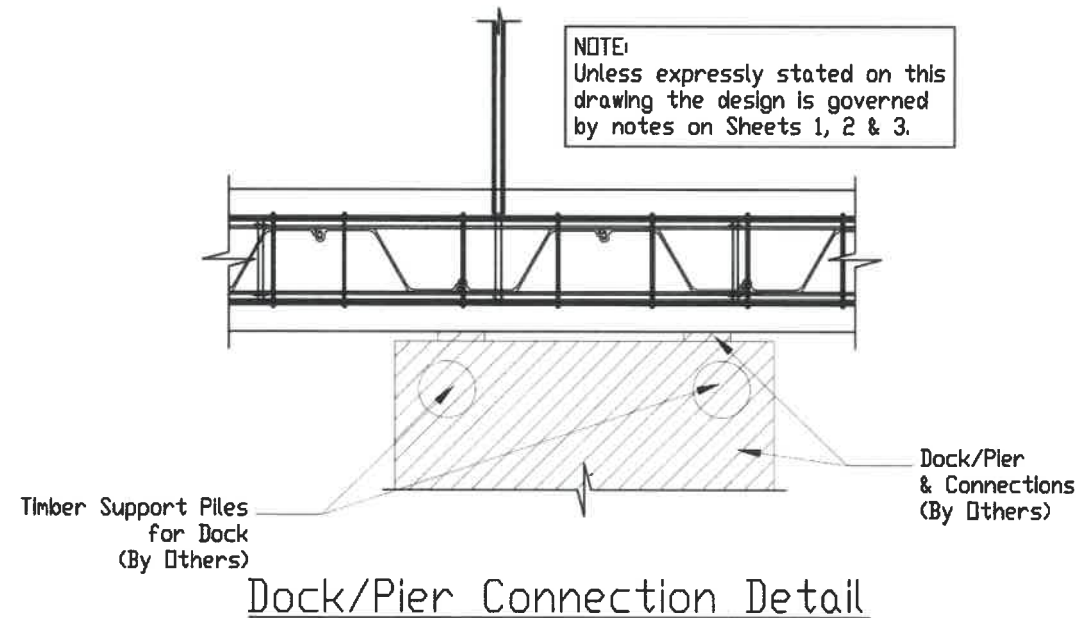 NOTE:
Unless expressly stated on this
drawing the design is governed
by notes on Sheets 1, 2 & 3.
Dock/Pier
& Connections
(By Others)
Timber Support Piles
for Dock
(By Others)
Dock/Pier Connection Detail